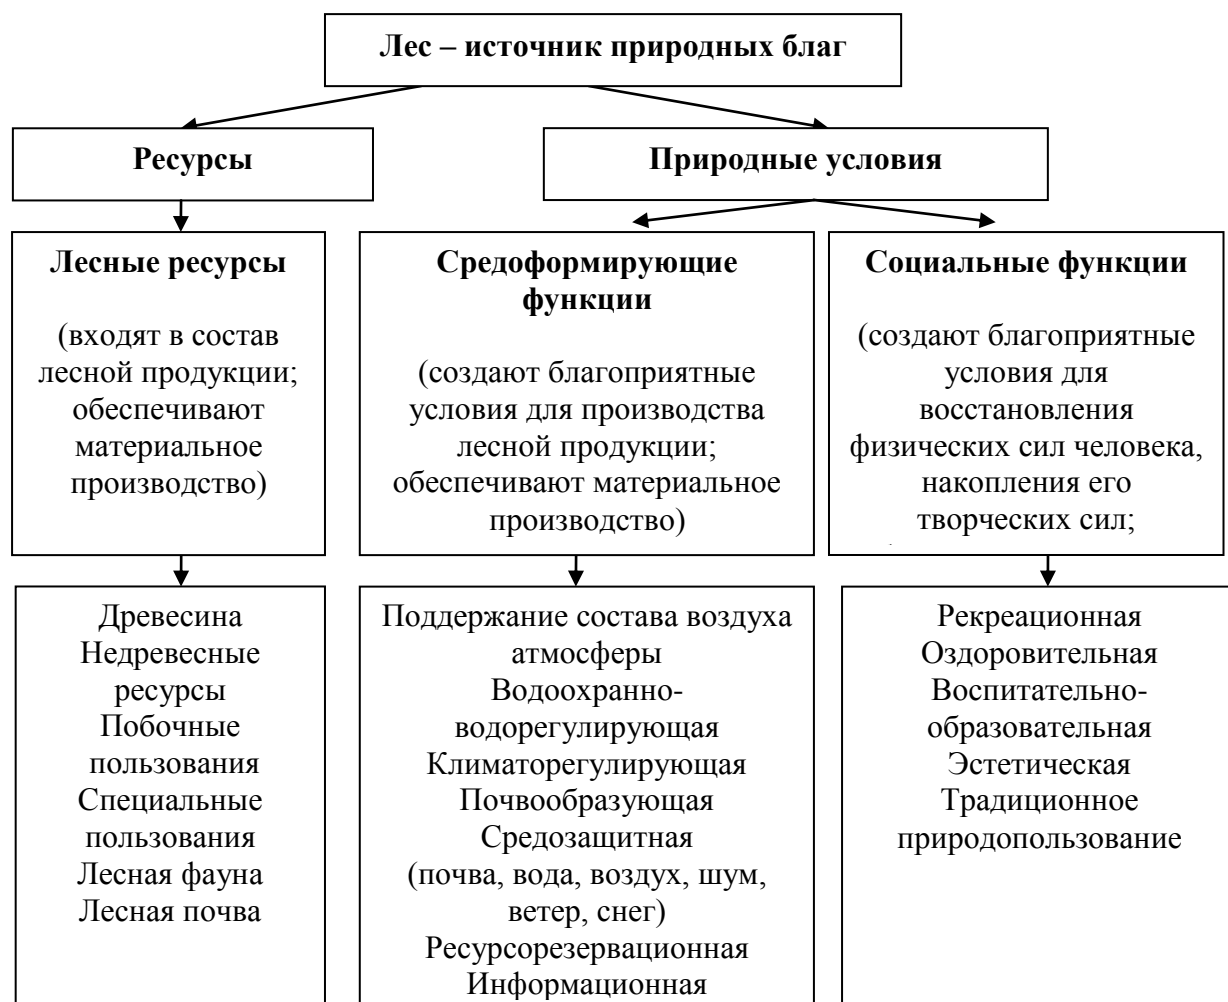 Лес – источник природных благ
Ресурсы
Природные условия
Лесные ресурсы
(входят в состав
лесной продукции;
обеспечивают
материальное
производство)
Средоформирующие
функции
(создают благоприятные
условия для производства
лесной продукции;
обеспечивают материальное
производство)
Социальные функции
(создают благоприятные
условия для
восстановления
физических сил человека,
накопления его
творческих сил;
Древесина
Недревесные
ресурсы
Побочные
пользования
Специальные
пользования
Лесная фауна
Лесная почва
Поддержание состава воздуха
атмосферы
Водоохранно-
водорегулирующая
Климаторегулирующая
Почвообразующая
Средозащитная
(почва, вода, воздух, шум,
ветер, снег)
Ресурсорезервационная
Информационная
Рекреационная
Оздоровительная
Воспитательно-
образовательная
Эстетическая
Традиционное
природопользование